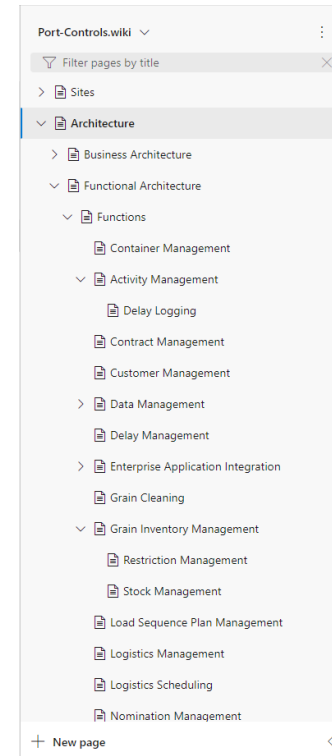 Port-Controls.wiki
Filter pages by title
Sites
Architecture
Business Architecture
Functional Architecture
Functions
Container Management
Activity Management
Delay Logging
Contract Management
Customer Management
Data Management
Delay Management
Enterprise Application Integration
Grain Cleaning
Grain Inventory Management
Restriction Management
Stock Management
Load Sequence Plan Management
Logistics Management
Logistics Scheduling
Nomination Management
New page